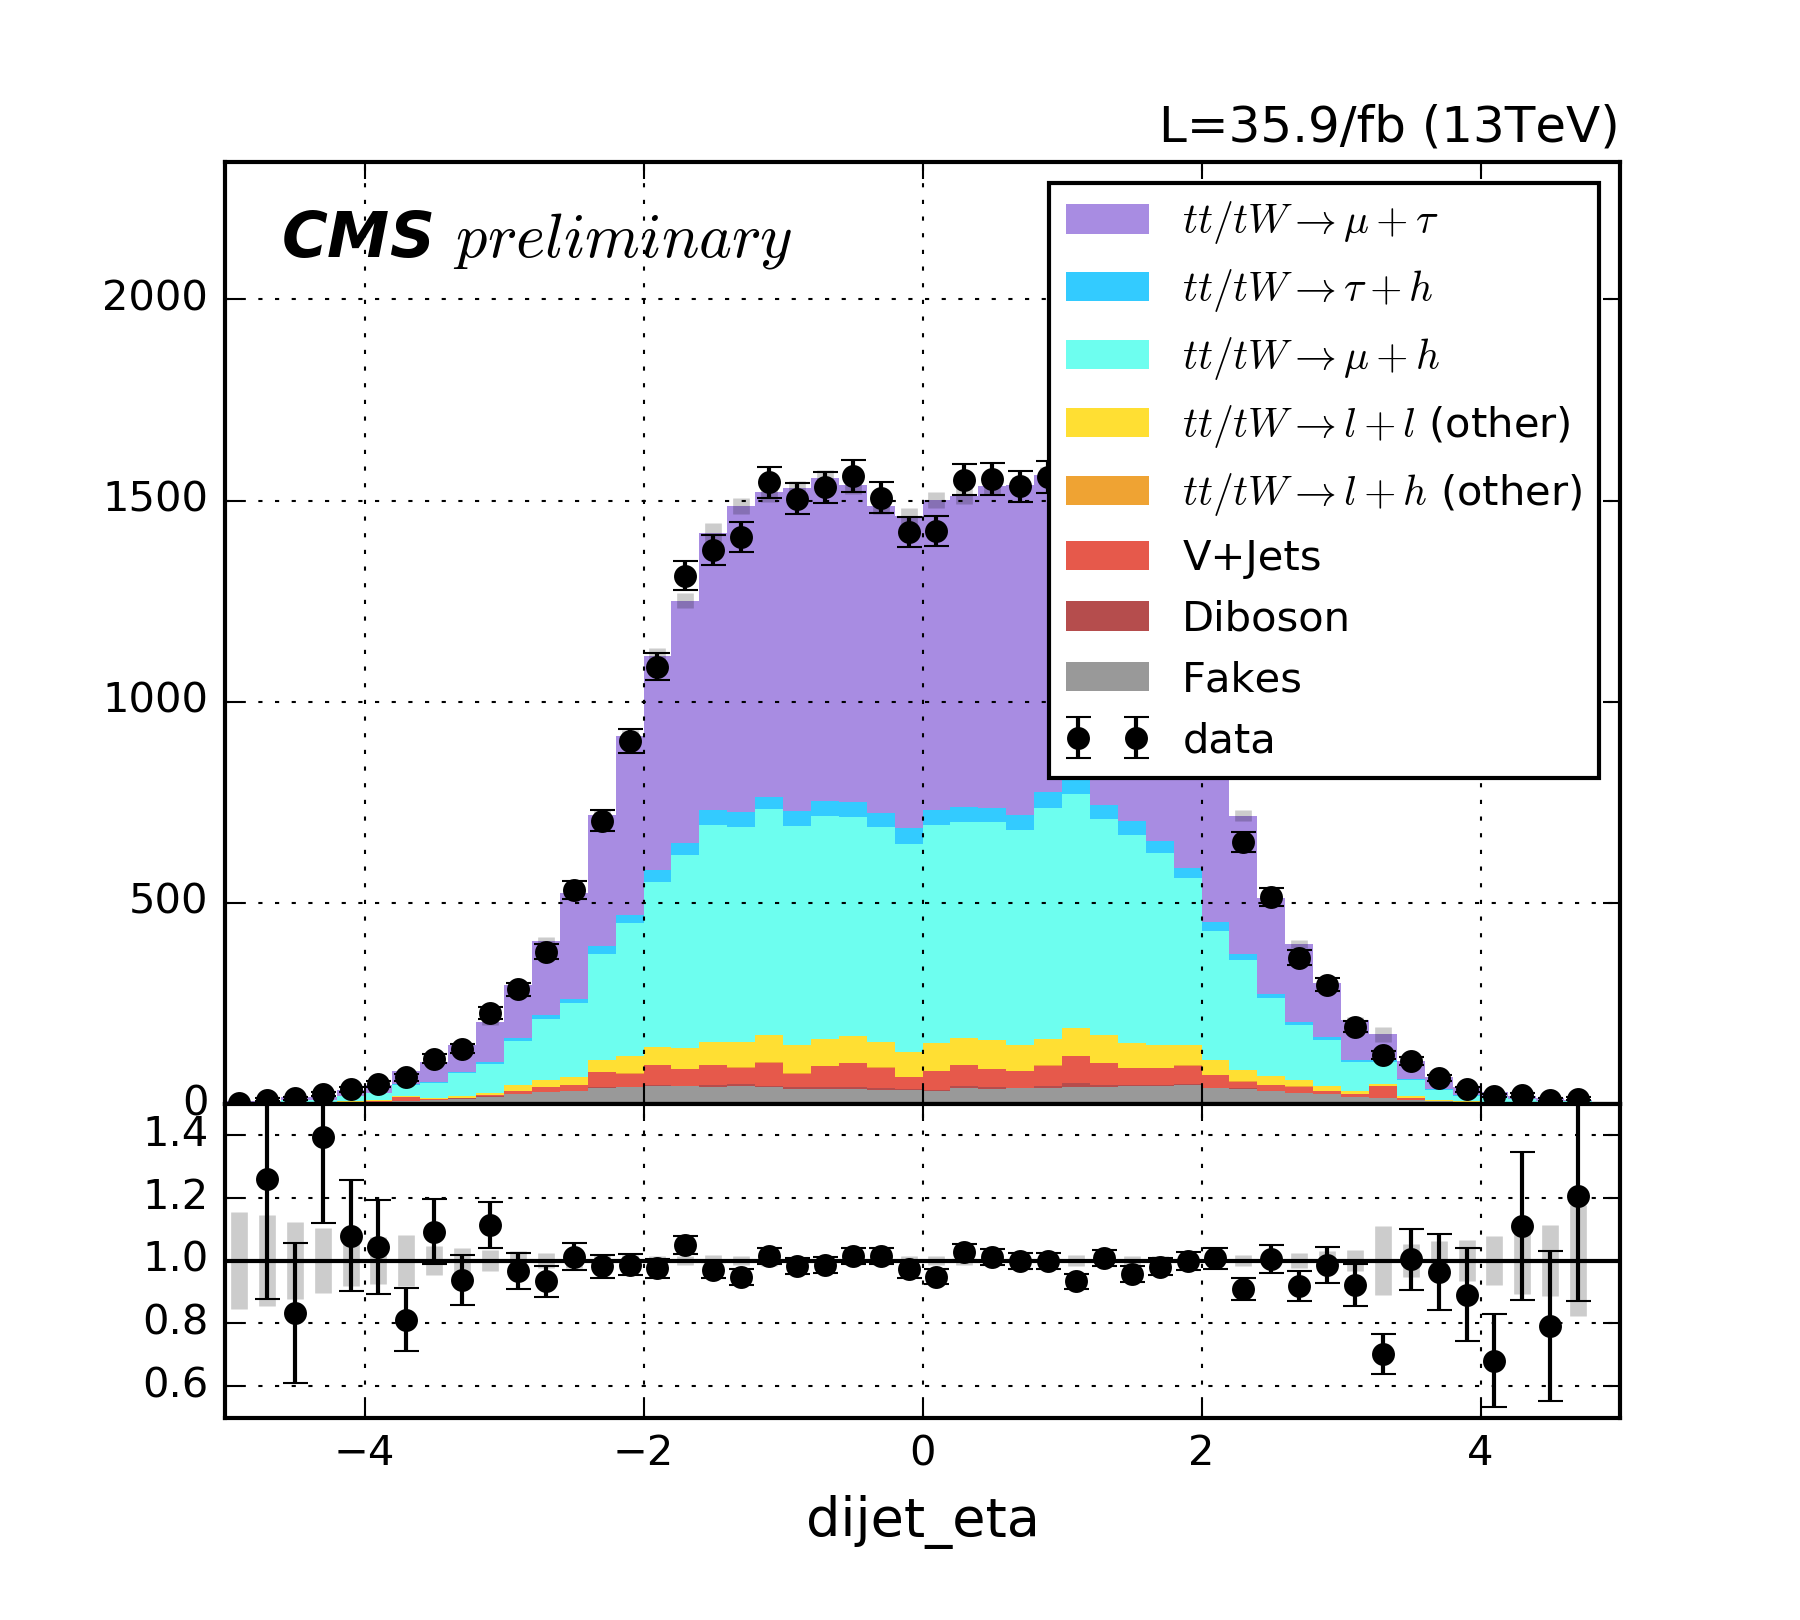 L=35.9/fb (13TeV)
CMS preliminary
tt/tW→μ+τ
tt/tW→τ+h
tt/tW→μ+h
tt/tW→l+l (other)
tt/tW→l+h (other)
V+Jets
Diboson
Fakes
data
2000
1500
1000
500
0
1.4
1.2
1.0
0.8
0.6
−4 −2 0 2 4
dijet_eta